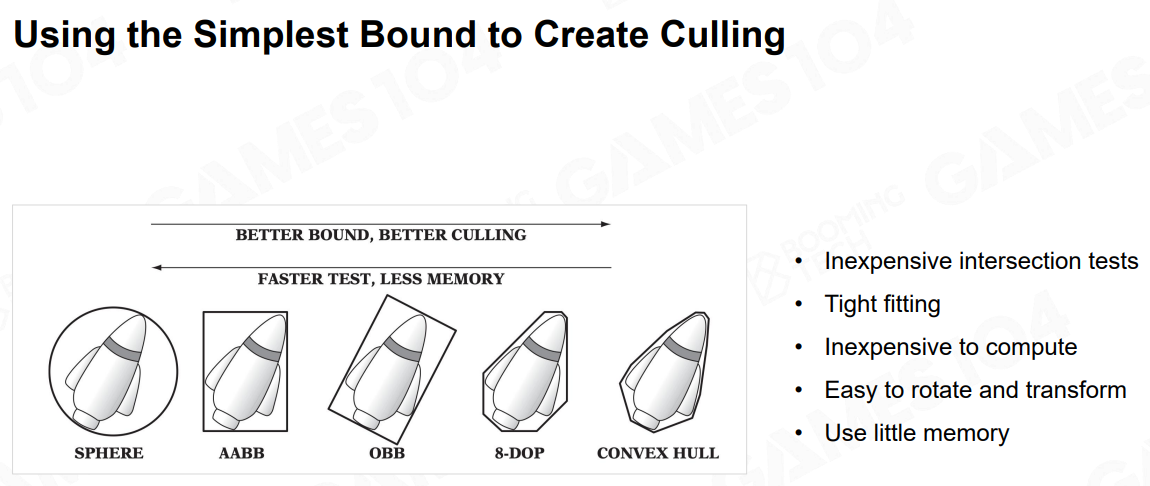 Using the Simplest Bound to Create Culling
BETTER BOUND, BETTER CULLING
FASTER TEST, LESS MEMORY
SPHERE
AABB
OBB
8-DOP
CONVEX HULL
• Inexpensive intersection tests
• Tight fitting
• Inexpensive to compute
• Easy to rotate and transform
• Use little memory
GAMES104
BOOMING
TECH